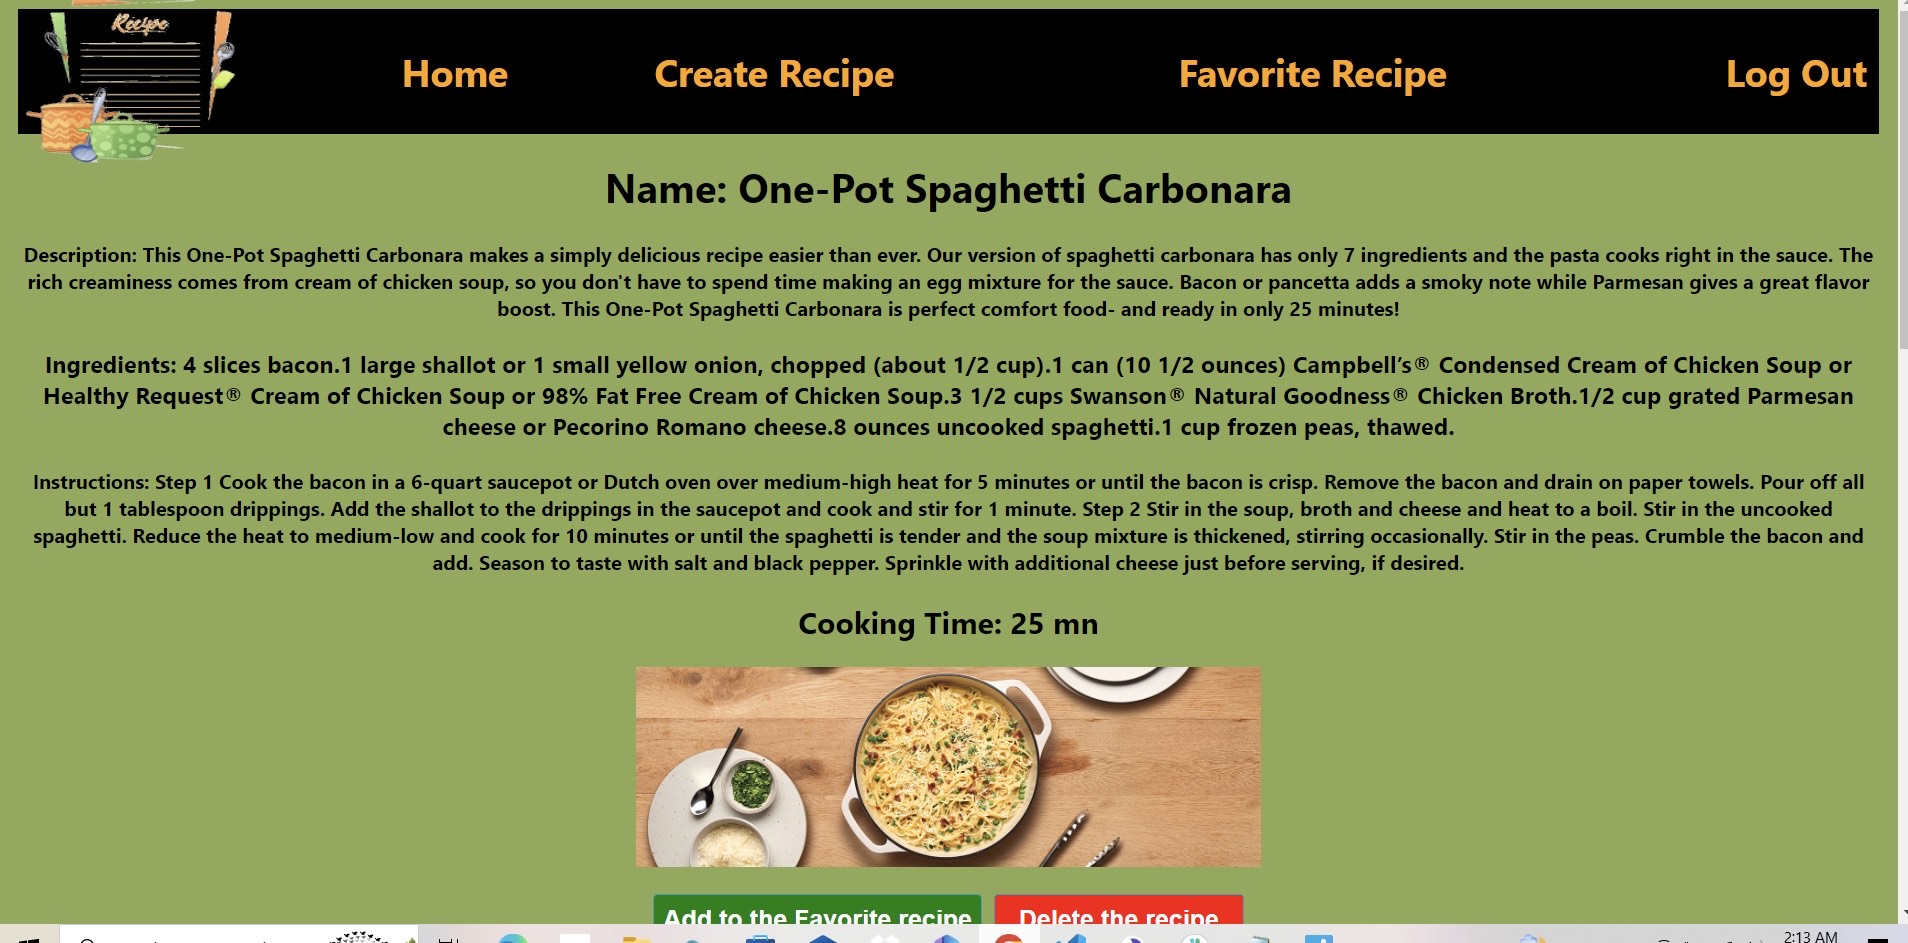 Recipe
Home
Create Recipe
Favorite Recipe
Log Out
Name: One-Pot Spaghetti Carbonara
Description: This One-Pot Spaghetti Carbonara makes a simply delicious recipe easier than ever. Our version of spaghetti carbonara has only 7 ingredients and the pasta cooks right in the sauce. The
rich creaminess comes from cream of chicken soup, so you don't have to spend time making an egg mixture for the sauce. Bacon or pancetta adds a smoky note while Parmesan gives a great flavor
boost. This One-Pot Spaghetti Carbonara is perfect comfort food- and ready in only 25 minutes!
Ingredients: 4 slices bacon.1 large shallot or 1 small yellow onion, chopped (about 1/2 cup).1 can (10 1/2 ounces) Campbell’s® Condensed Cream of Chicken Soup or
Healthy Request® Cream of Chicken Soup or 98% Fat Free Cream of Chicken Soup.3 1/2 cups Swanson® Natural Goodness® Chicken Broth.1/2 cup grated Parmesan
cheese or Pecorino Romano cheese.8 ounces uncooked spaghetti.1 cup frozen peas, thawed.
Instructions: Step 1 Cook the bacon in a 6-quart saucepot or Dutch oven over medium-high heat for 5 minutes or until the bacon is crisp. Remove the bacon and drain on paper towels. Pour off all
but 1 tablespoon drippings. Add the shallot to the drippings in the saucepot and cook and stir for 1 minute. Step 2 Stir in the soup, broth and cheese and heat to a boil. Stir in the uncooked
spaghetti. Reduce the heat to medium-low and cook for 10 minutes or until the spaghetti is tender and the soup mixture is thickened, stirring occasionally. Stir in the peas. Crumble the bacon and
add. Season to taste with salt and black pepper. Sprinkle with additional cheese just before serving, if desired.
Cooking Time: 25 mn
Add to the Favorite recipe
Delete the recipe
2:13 AM